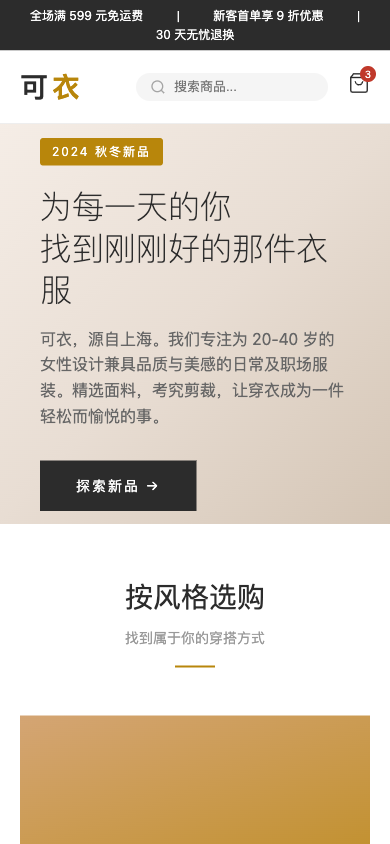 全场满 599 元免运费 | 新客首单享 9 折优惠 |
30 天无忧退换
可衣
搜索商品...
3
2024 秋冬新品
为每一天的你
找到刚刚好的那件衣
服
可衣，源自上海。我们专注为 20-40 岁的
女性设计兼具品质与美感的日常及职场服
装。精选面料，考究剪裁，让穿衣成为一件
轻松而愉悦的事。
探索新品 →
按风格选购
找到属于你的穿搭方式